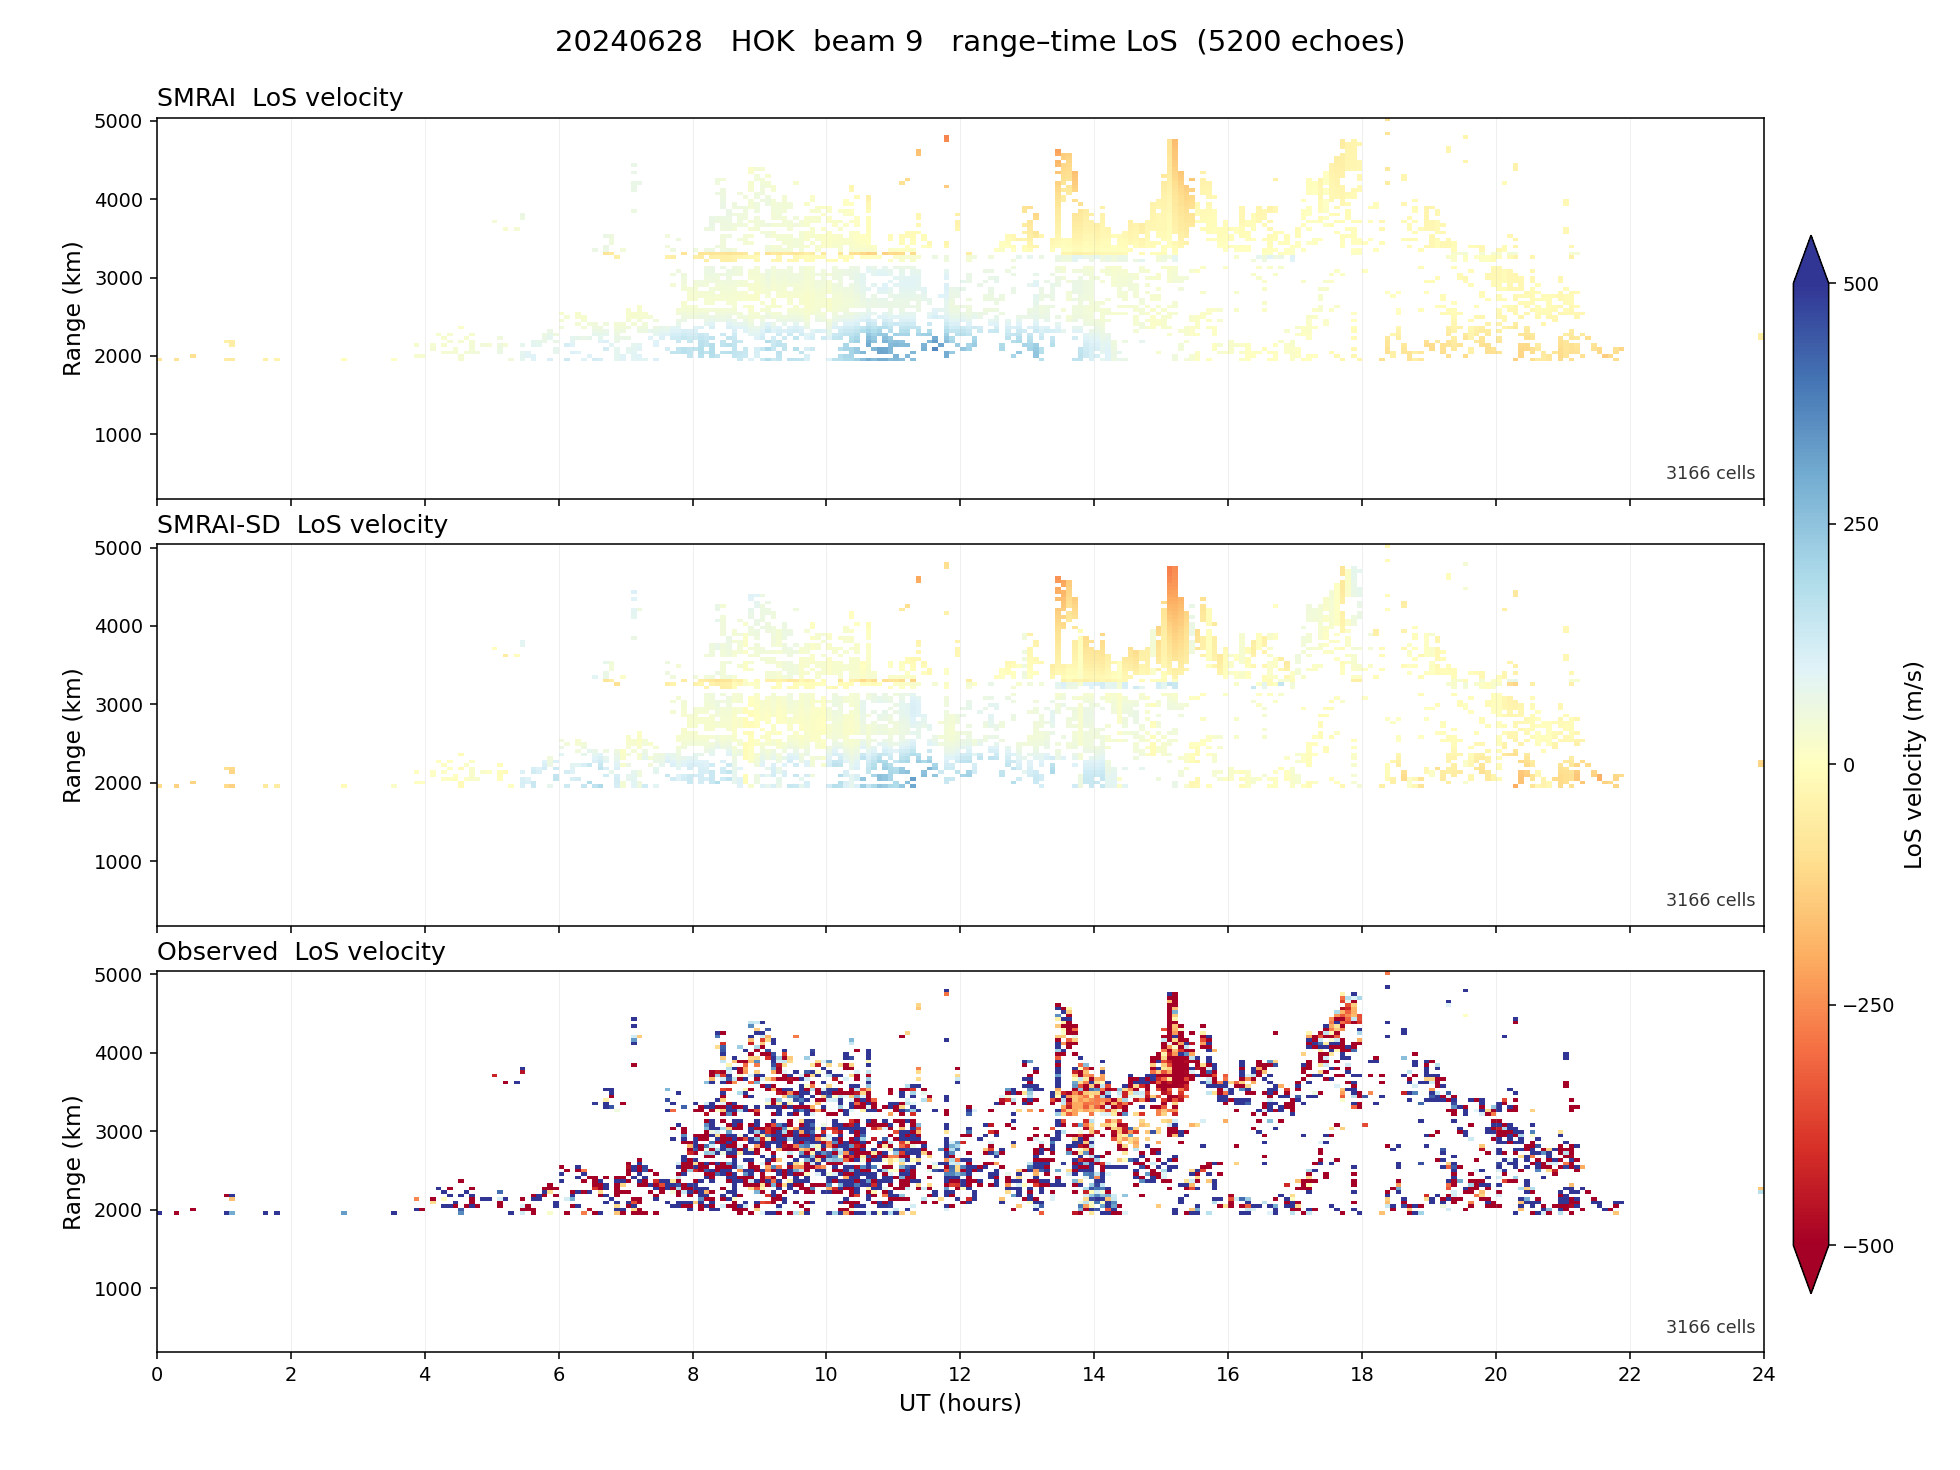 20240628   HOK  beam 9   range–time LoS  (5200 echoes)
SMRAI  LoS velocity
5000
4000
3000
2000
1000
Range (km)
3166 cells
SMRAI-SD  LoS velocity
5000
4000
3000
2000
1000
Range (km)
3166 cells
Observed  LoS velocity
5000
4000
3000
2000
1000
Range (km)
3166 cells
0 2 4 6 8 10 12 14 16 18 20 22 24
UT (hours)
500
250
0
−250
−500
LoS velocity (m/s)